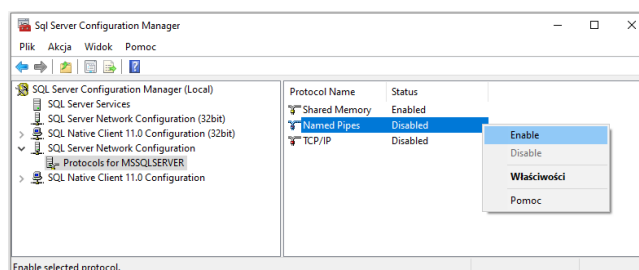 Sql Server Configuration Manager
Plik Akcja Widok Pomoc
SQL Server Configuration Manager (Local)
SQL Server Services
SQL Server Network Configuration (32bit)
SQL Native Client 11.0 Configuration (32bit)
SQL Server Network Configuration
Protocols for MSSQLSERVER
SQL Native Client 11.0 Configuration
Protocol Name Status
Shared Memory Enabled
Named Pipes Disabled
TCP/IP Disabled
Enable
Disable
Właściwości
Pomoc
Enable selected protocol.